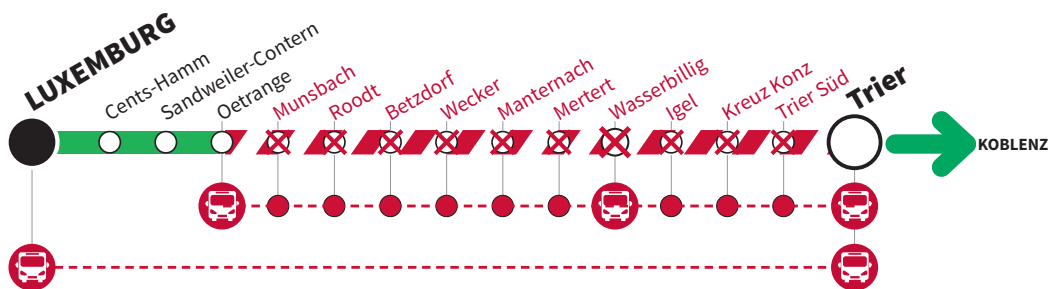 LUXEMBURG
Cents-Hamm
Sandweiler-Contern
Oetrange
Munsbach
Roodt
Betzdorf
Wecker
Manternach
Mertert
Wasserbillig
Igel
Kreuz Konz
Trier Süd
Trier
KOBLENZ